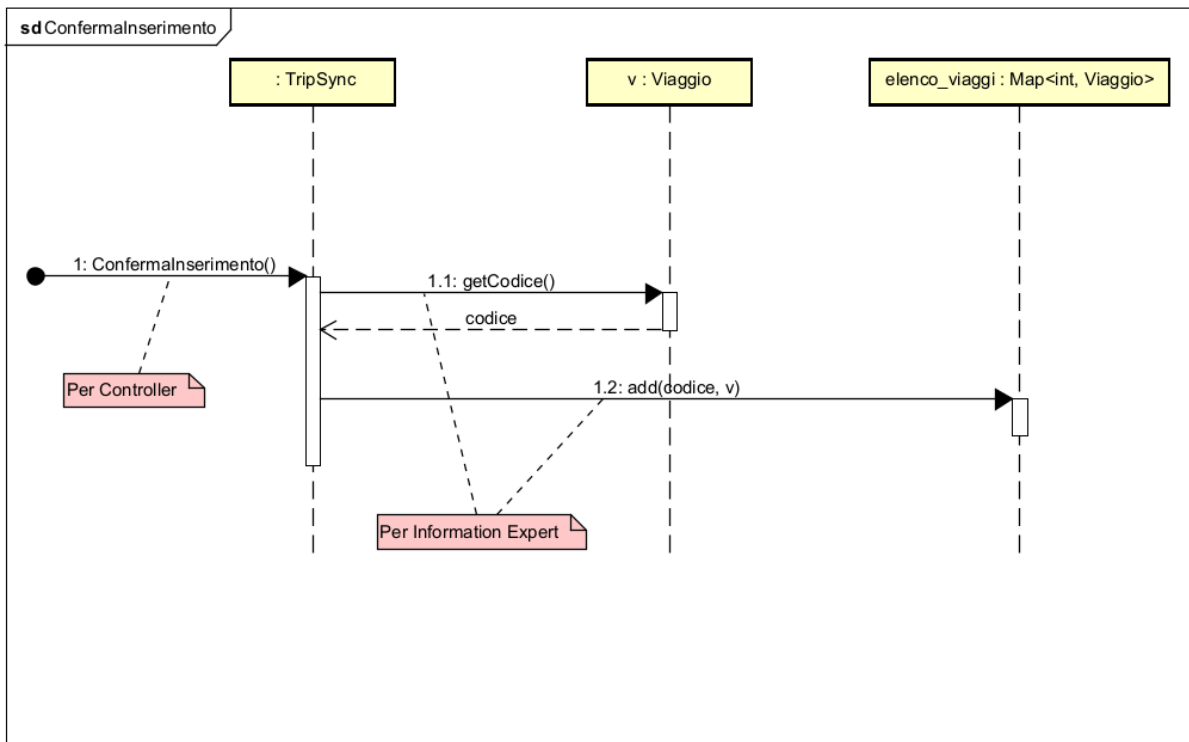 sd ConfermaInserimento
: TripSync
v : Viaggio
elenco_viaggi : Map<int, Viaggio>
1: ConfermaInserimento()
1.1: getCodice()
codice
Per Controller
1.2: add(codice, v)
Per Information Expert